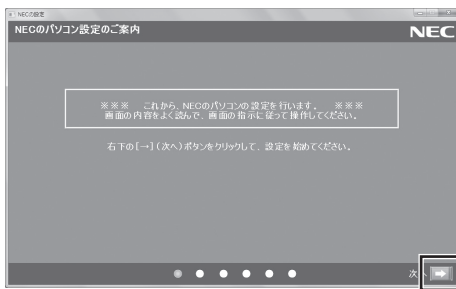 NECの設定
NECのパソコン設定のご案内
NEC
※※※ これから、NECのパソコンの設定を行います。 ※※※
画面の内容をよく読んで、画面の指示に従って操作してください。
右下の[→](次へ)ボタンをクリックして、設定を始めてください。
次へ